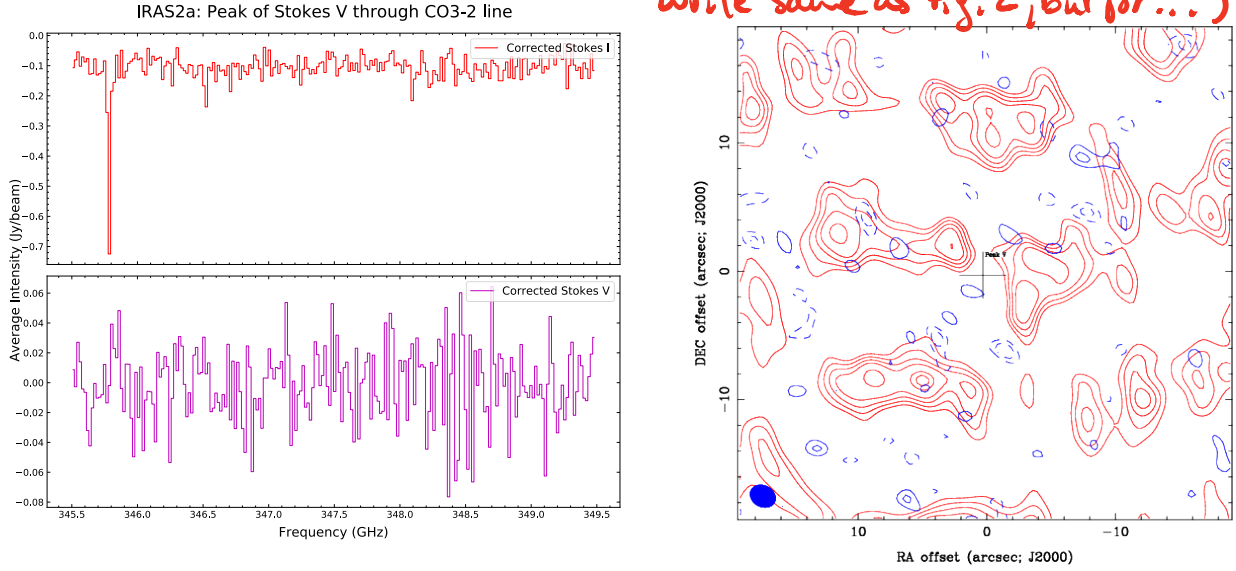 IRAS2a: Peak of Stokes V through CO3-2 line
write same as Fig. 2, but for...)
Corrected Stokes I
0.0
−0.1
−0.2
−0.3
−0.4
−0.5
−0.6
−0.7
Average Intensity (Jy/beam)
Corrected Stokes V
0.06
0.04
0.02
0.00
−0.02
−0.04
−0.06
−0.08
345.5 346.0 346.5 347.0 347.5 348.0 348.5 349.0 349.5
Frequency (GHz)
DEC offset (arcsec; J2000)
10
0
−10
Peak V
10 0 −10
RA offset (arcsec; J2000)